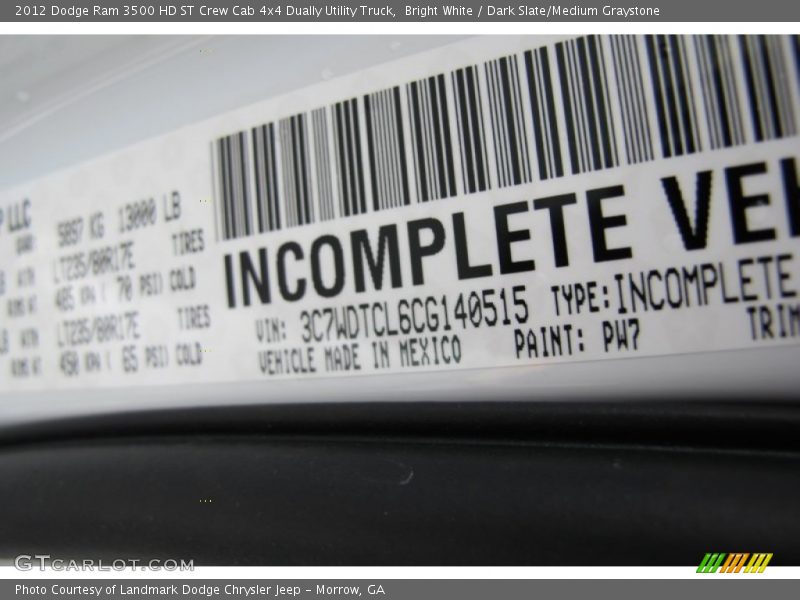 2012 Dodge Ram 3500 HD ST Crew Cab 4x4 Dually Utility Truck, Bright White / Dark Slate/Medium Graystone
LLC
5897 KG 13000 LB
LT235/80R17E TIRES
485 KPA ( 70 PSI) COLD
LT235/80R17E TIRES
450 KPA ( 65 PSI) COLD
INCOMPLETE VE
VIN: 3C7WDTCL6CG140515 TYPE: INCOMPLETE
VEHICLE MADE IN MEXICO PAINT: PW7 TRIM
GTCARLOT.COM
Photo Courtesy of Landmark Dodge Chrysler Jeep – Morrow, GA